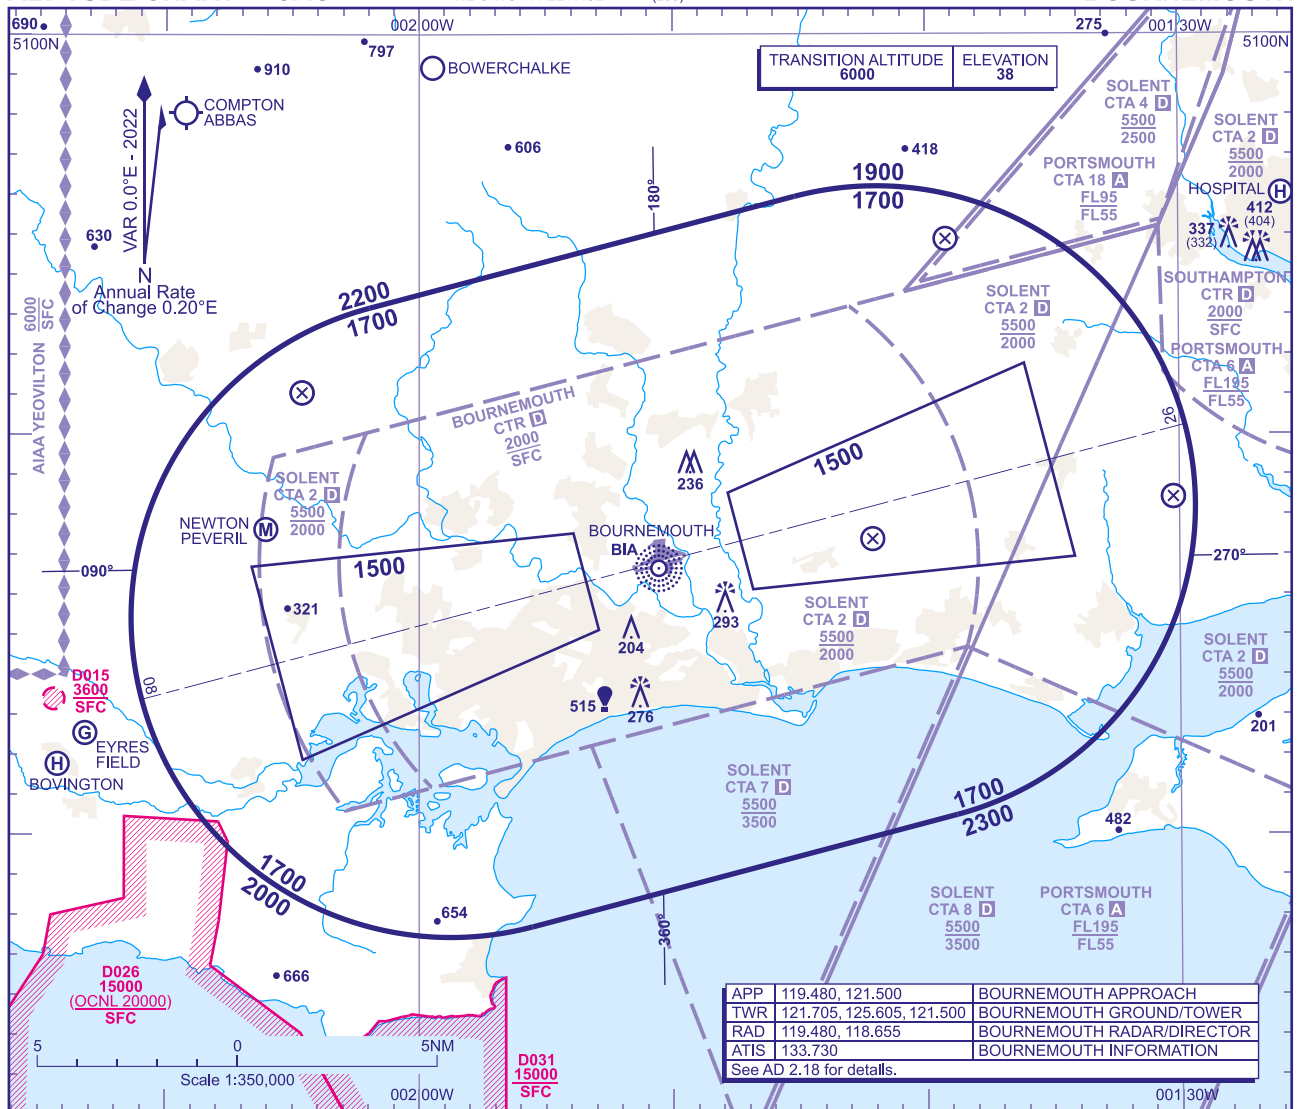 690
5100N
002°00'W
797
910
BOWERCHALKE
COMPTON
ABBAS
VAR 0.0°E - 2022
N
Annual Rate
of Change 0.20°E
630
606
TRANSITION ALTITUDE
6000
ELEVATION
38
275
001°30'W
5100N
SOLENT
CTA 4 D
5500
2500
SOLENT
CTA 2 D
5500
2000
418
PORTSMOUTH
CTA 18 A
FL95
FL55
HOSPITAL H
412
(404)
337
(332)
1900
1700
180°
2200
1700
SOUTHAMPTON
CTR D
2000
SFC
SOLENT
CTA 2 D
5500
2000
PORTSMOUTH
CTA 6 A
FL195
FL55
AIAA YEOVILTON 6000
SFC
BOURNEMOUTH
CTR D
2000
SFC
26
1500
236
SOLENT
CTA 2 D
5500
2000
NEWTON
PEVERIL
M
BOURNEMOUTH
BIA
1500
090°
270°
321
293
204
SOLENT
CTA 2 D
5500
2000
SOLENT
CTA 2 D
5500
2000
08
D015
3600
SFC
515
276
201
G
EYRES
FIELD
H
BOVINGTON
SOLENT
CTA 7 D
5500
3500
1700
2300
482
1700
2000
654
360°
SOLENT
CTA 8 D
5500
3500
PORTSMOUTH
CTA 6 A
FL195
FL55
D026
15000
(OCNL 20000)
SFC
666
APP 119.480, 121.500 BOURNEMOUTH APPROACH
TWR 121.705, 125.605, 121.500 BOURNEMOUTH GROUND/TOWER
RAD 119.480, 118.655 BOURNEMOUTH RADAR/DIRECTOR
ATIS 133.730 BOURNEMOUTH INFORMATION
See AD 2.18 for details.
5 0 5NM
Scale 1:350,000
D031
15000
SFC
002°00'W
001°30'W